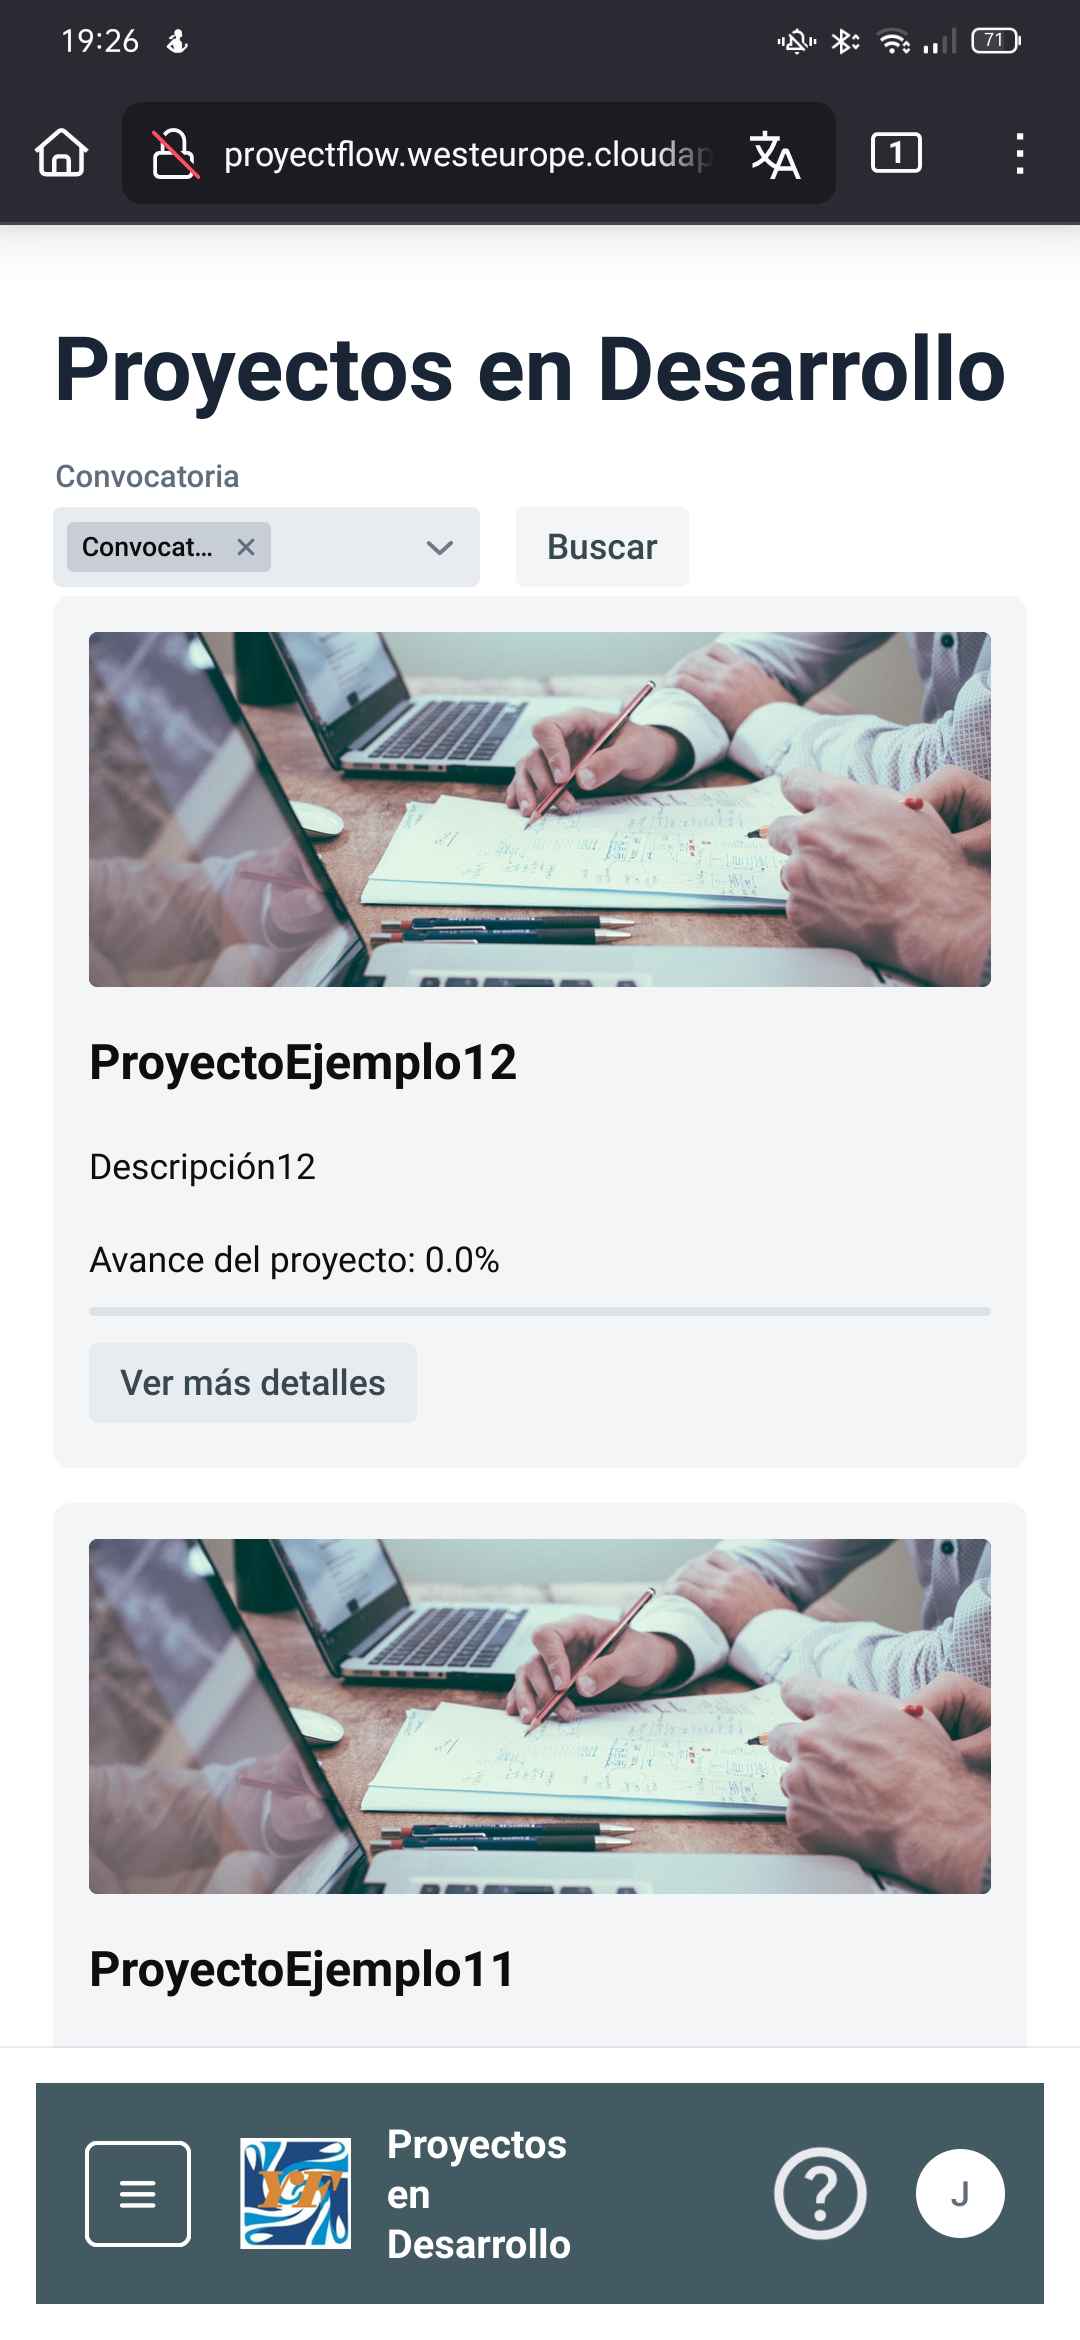 19:26
71
proyectflow.westeurope.cloudap
1
Proyectos en Desarrollo
Convocatoria
Convocat...
Buscar
ProyectoEjemplo12
Descripción12
Avance del proyecto: 0.0%
Ver más detalles
ProyectoEjemplo11
YF
Proyectos
en
Desarrollo
?
J